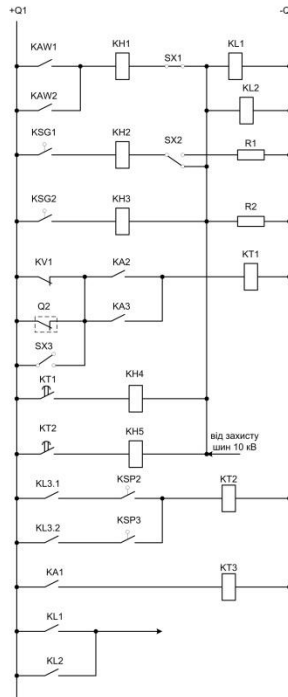 +Q1 -Q
KAW1 KH1 SX1 KL1
KAW2 KL2
KSG1 KH2 SX2 R1
KSG2 KH3 R2
KV1 KA2 KT1
Q2 KA3
SX3
KT1 KH4
KT2 KH5 від захисту
шин 10 кВ
KL3.1 KSP2 KT2
KL3.2 KSP3
KA1 KT3
KL1
KL2